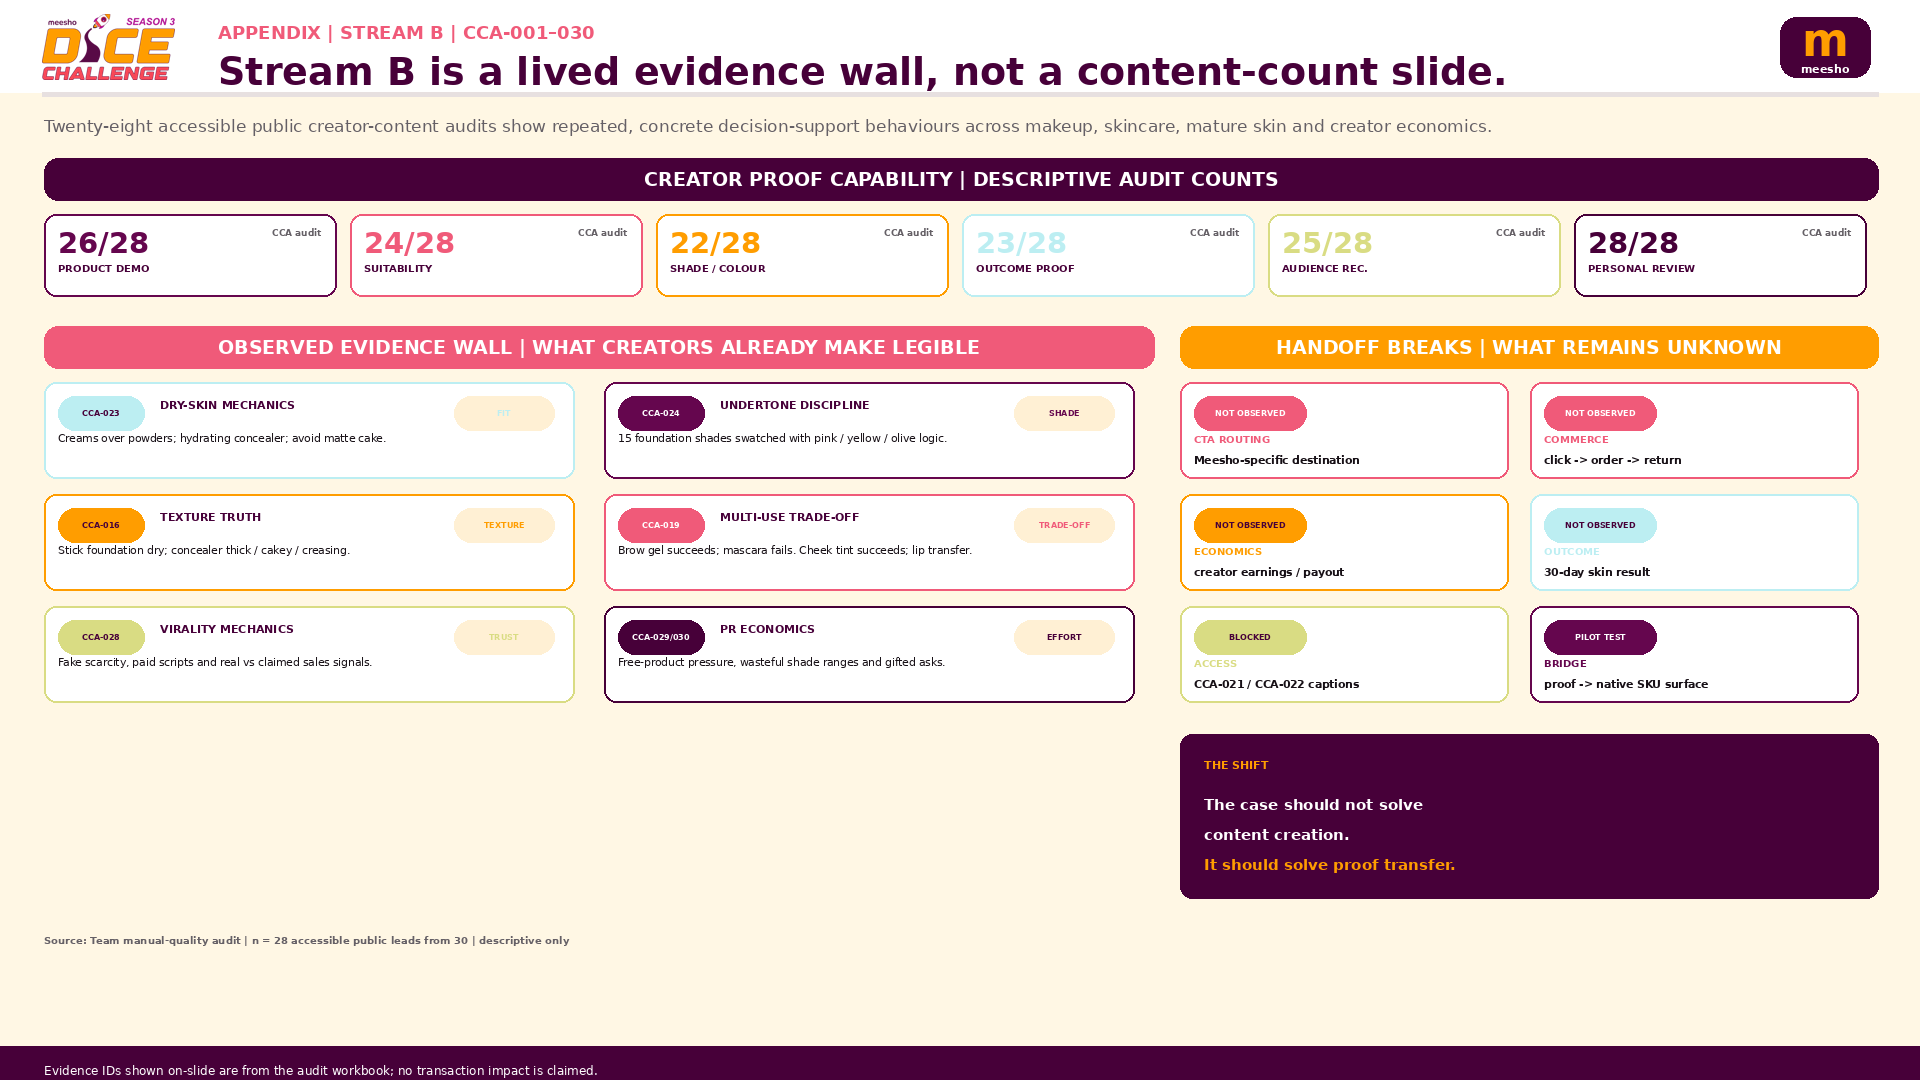 meesho
SEASON 3
DICE
CHALLENGE
APPENDIX | STREAM B | CCA-001–030
Stream B is a lived evidence wall, not a content-count slide.
m
meesho
Twenty-eight accessible public creator-content audits show repeated, concrete decision-support behaviours across makeup, skincare, mature skin and creator economics.
CREATOR PROOF CAPABILITY | DESCRIPTIVE AUDIT COUNTS
26/28
CCA audit
PRODUCT DEMO
24/28
CCA audit
SUITABILITY
22/28
CCA audit
SHADE / COLOUR
23/28
CCA audit
OUTCOME PROOF
25/28
CCA audit
AUDIENCE REC.
28/28
CCA audit
PERSONAL REVIEW
OBSERVED EVIDENCE WALL | WHAT CREATORS ALREADY MAKE LEGIBLE
CCA-023
DRY-SKIN MECHANICS
FIT
Creams over powders; hydrating concealer; avoid matte cake.
CCA-024
UNDERTONE DISCIPLINE
SHADE
15 foundation shades swatched with pink / yellow / olive logic.
CCA-016
TEXTURE TRUTH
TEXTURE
Stick foundation dry; concealer thick / cakey / creasing.
CCA-019
MULTI-USE TRADE-OFF
TRADE-OFF
Brow gel succeeds; mascara fails. Cheek tint succeeds; lip transfer.
CCA-028
VIRALITY MECHANICS
TRUST
Fake scarcity, paid scripts and real vs claimed sales signals.
CCA-029/030
PR ECONOMICS
EFFORT
Free-product pressure, wasteful shade ranges and gifted asks.
HANDOFF BREAKS | WHAT REMAINS UNKNOWN
NOT OBSERVED
CTA ROUTING
Meesho-specific destination
NOT OBSERVED
COMMERCE
click -> order -> return
NOT OBSERVED
ECONOMICS
creator earnings / payout
NOT OBSERVED
OUTCOME
30-day skin result
BLOCKED
ACCESS
CCA-021 / CCA-022 captions
PILOT TEST
BRIDGE
proof -> native SKU surface
THE SHIFT
The case should not solve
content creation.
It should solve proof transfer.
Source: Team manual-quality audit | n = 28 accessible public leads from 30 | descriptive only
Evidence IDs shown on-slide are from the audit workbook; no transaction impact is claimed.